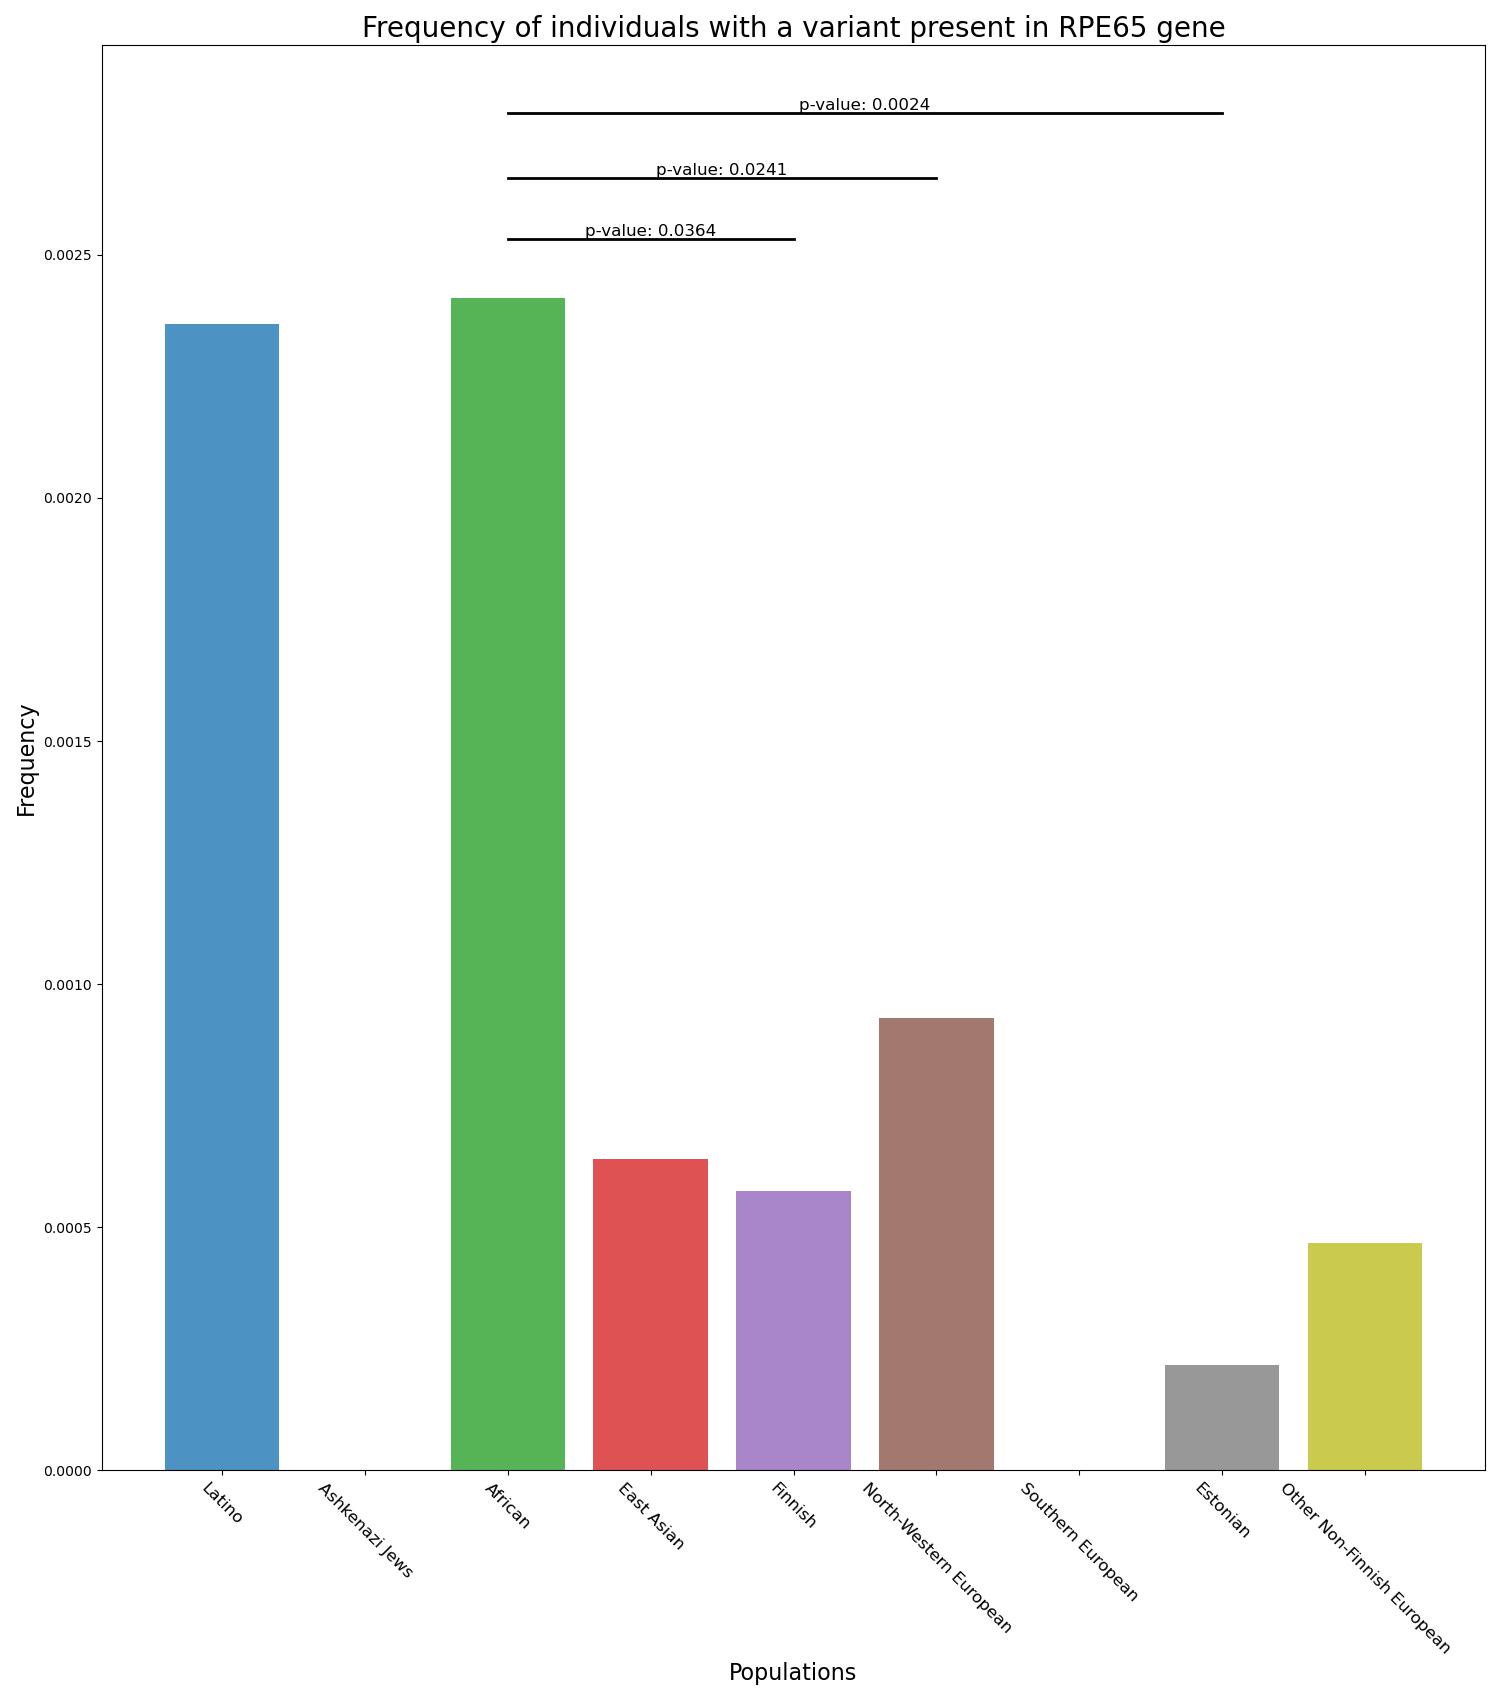 Frequency of individuals with a variant present in RPE65 gene
p-value: 0.0024
p-value: 0.0241
p-value: 0.0364
0.0025
0.0020
0.0015
0.0010
0.0005
0.0000
Frequency
Latino
Ashkenazi Jews
African
East Asian
Finnish
North-Western European
Southern European
Estonian
Other Non-Finnish European
Populations